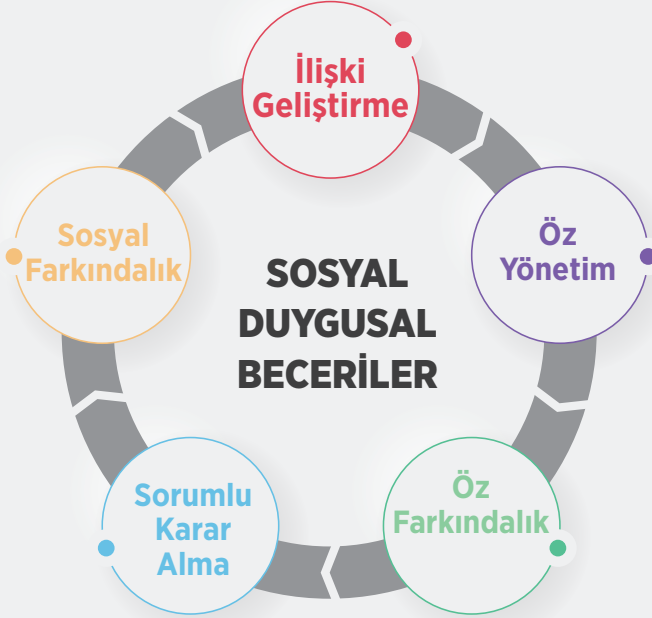 İlişki
Geliştirme
Sosyal
Farkındalık
Öz
Yönetim
SOSYAL
DUYGUSAL
BECERİLER
Sorumlu
Karar
Alma
Öz
Farkındalık